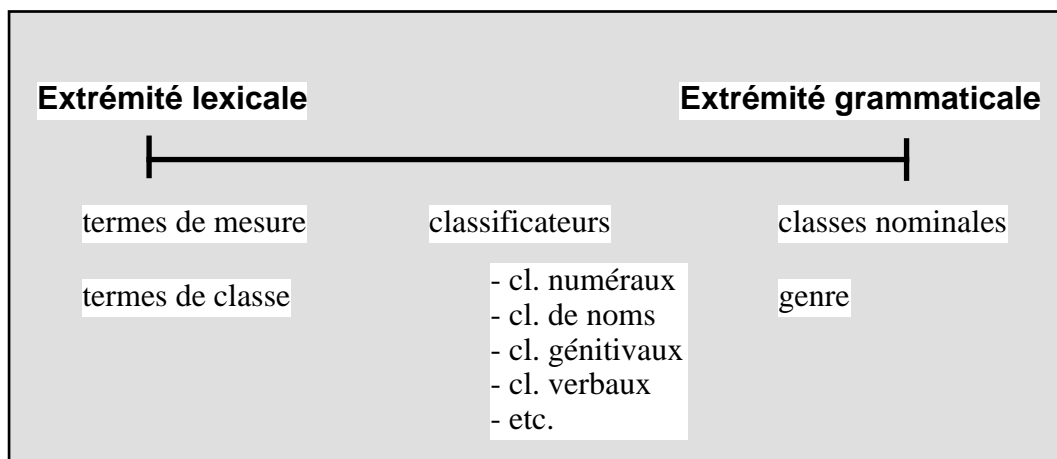 Extrémité lexicale
Extrémité grammaticale
termes de mesure
classificateurs
classes nominales
termes de classe
- cl. numéraux
genre
- cl. de noms
- cl. génitivaux
- cl. verbaux
- etc.